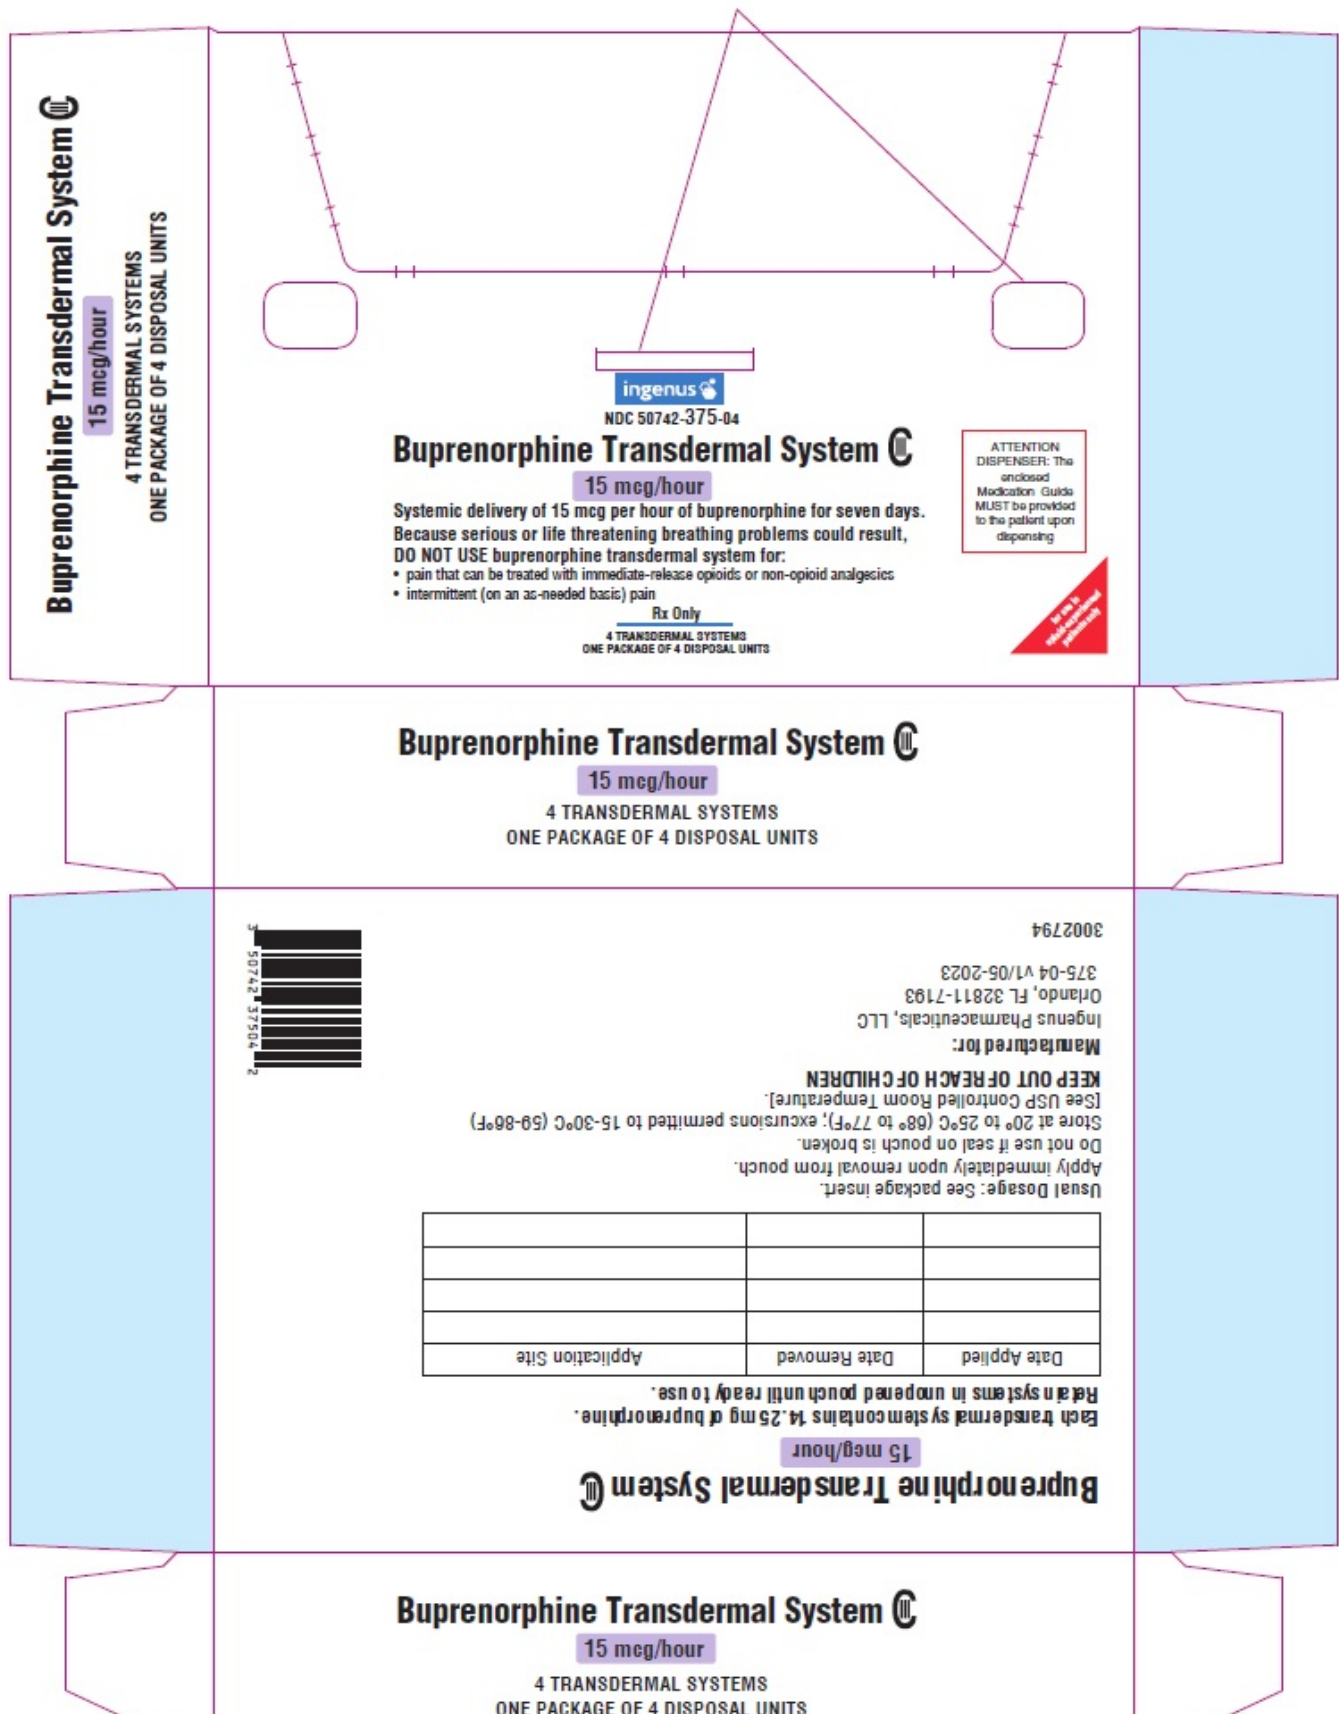 Buprenorphine Transdermal System CIII
15 mcg/hour
4 TRANSDERMAL SYSTEMS
ONE PACKAGE OF 4 DISPOSAL UNITS
ingenus
NDC 50742-375-04
Buprenorphine Transdermal System C
15 mcg/hour
Systemic delivery of 15 mcg per hour of buprenorphine for seven days.
Because serious or life threatening breathing problems could result,
DO NOT USE buprenorphine transdermal system for:
• pain that can be treated with immediate-release opioids or non-opioid analgesics
• intermittent (on an as-needed basis) pain
Rx Only
4 TRANSDERMAL SYSTEMS
ONE PACKAGE OF 4 DISPOSAL UNITS
ATTENTION
DISPENSER: The
enclosed
Medication Guide
MUST be provided
to the patient upon
dispensing
for use in
opioid-experienced
patients only
Buprenorphine Transdermal System CIII
15 mcg/hour
4 TRANSDERMAL SYSTEMS
ONE PACKAGE OF 4 DISPOSAL UNITS
Buprenorphine Transdermal System CIII
15 mcg/hour
Each transdermal system contains 14.25 mg of buprenorphine.
Retain systems in unopened pouch until ready to use.
Date Applied Date Removed Application Site
Usual Dosage: See package insert.
Apply immediately upon removal from pouch.
Do not use if seal on pouch is broken.
Store at 20° to 25°C (68° to 77°F); excursions permitted to 15-30°C (59-86°F)
[See USP Controlled Room Temperature].
KEEP OUT OF REACH OF CHILDREN
Manufactured for:
Ingenus Pharmaceuticals, LLC
Orlando, FL 32811-7193
375-04 v1/05-2023
3002794
3 50742 37504 2
Buprenorphine Transdermal System CIII
15 mcg/hour
4 TRANSDERMAL SYSTEMS
ONE PACKAGE OF 4 DISPOSAL UNITS